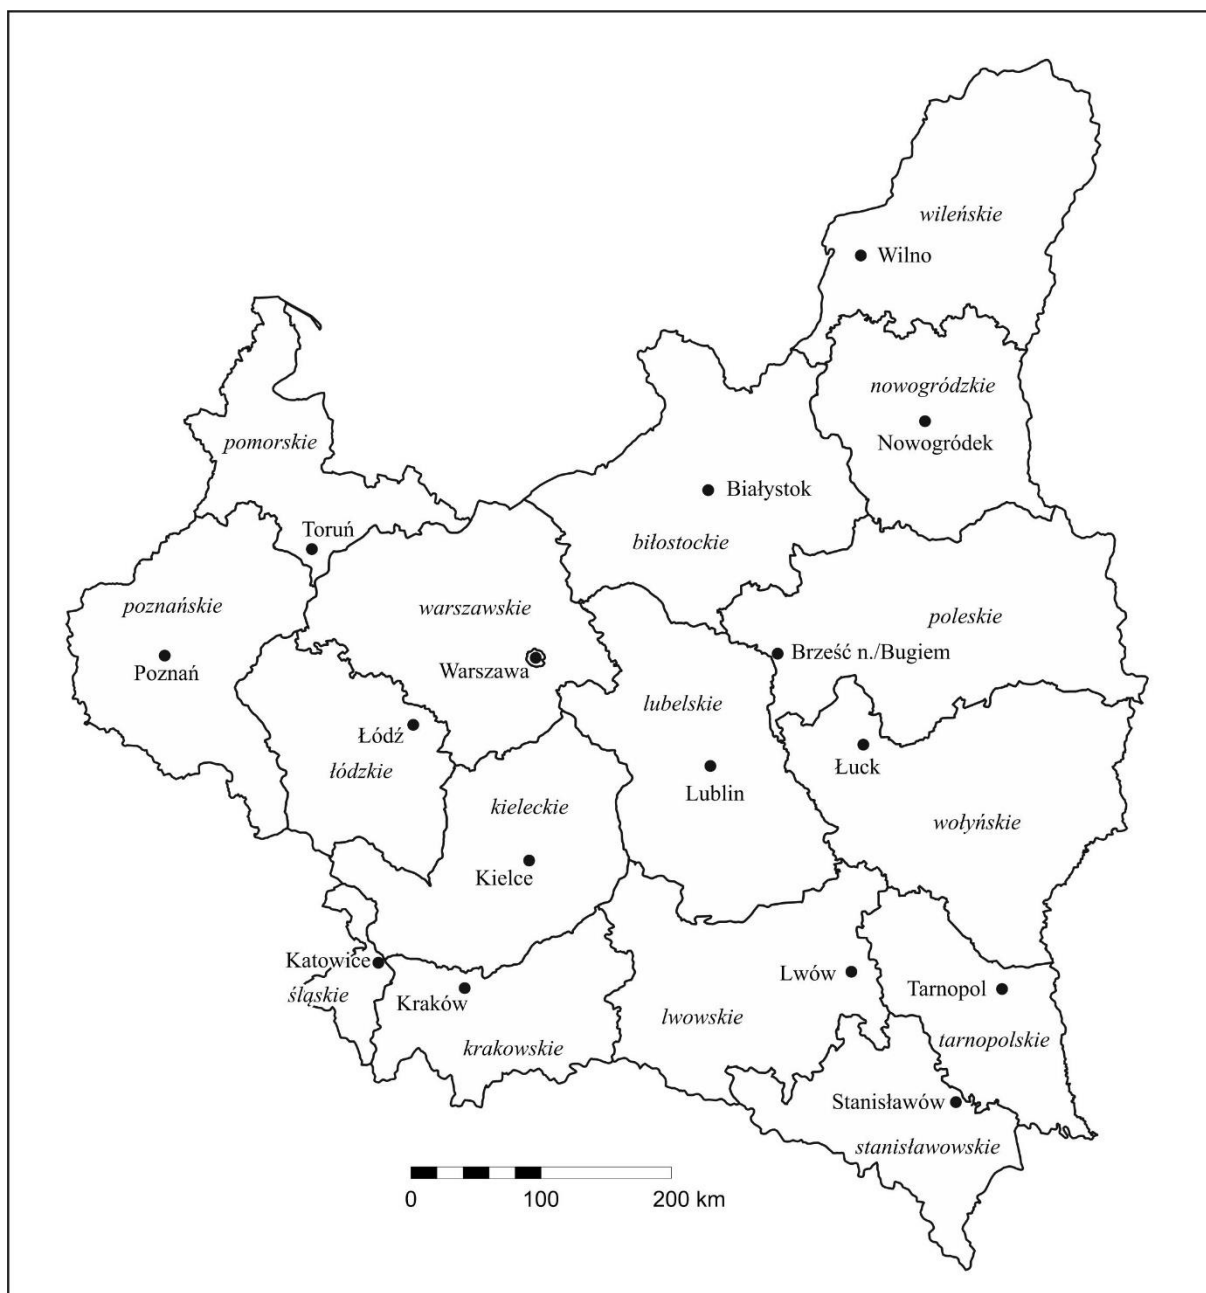 wileńskie
Wilno
nowogródzkie
Nowogródek
pomorskie
Białystok
Toruń
biłostockie
poznańskie
warszawskie
poleskie
Poznań
Warszawa
Brześć n./Bugiem
lubelskie
Łódź
łódzkie
Łuck
Lublin
kieleckie
wołyńskie
Kielce
Katowice
śląskie
Kraków
Lwów
Tarnopol
lwowskie
krakowskie
tarnopolskie
Stanisławów
stanisławowskie
0 100 200 km